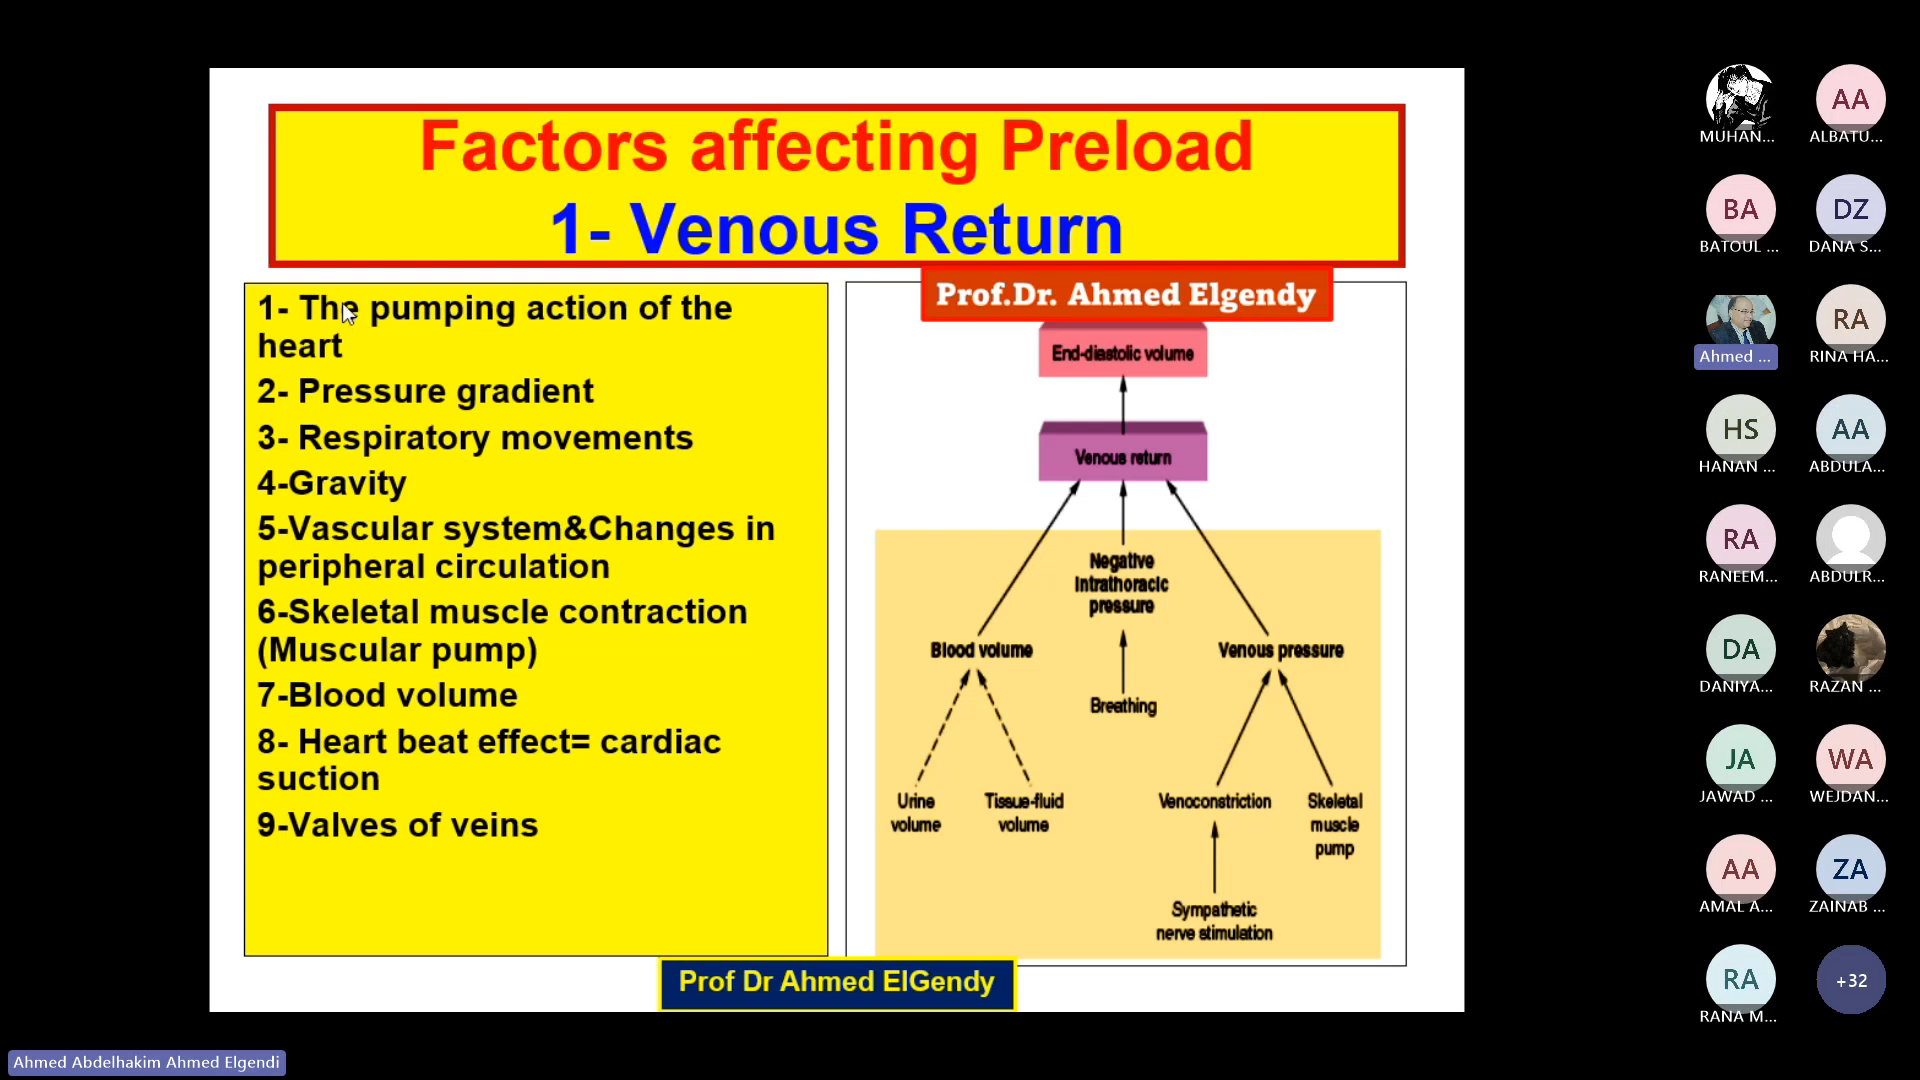 Factors affecting Preload
1- Venous Return
Prof.Dr. Ahmed Elgendy
1- The pumping action of the
heart
2- Pressure gradient
3- Respiratory movements
4-Gravity
5-Vascular system&Changes in
peripheral circulation
6-Skeletal muscle contraction
(Muscular pump)
7-Blood volume
8- Heart beat effect= cardiac
suction
9-Valves of veins
End-diastolic volume
Venous return
Negative
intrathoracic
pressure
Blood volume
Venous pressure
Breathing
Urine
volume
Tissue-fluid
volume
Venoconstriction
Skeletal
muscle
pump
Sympathetic
nerve stimulation
Prof Dr Ahmed ElGendy
AA
MUHAN...
ALBATU...
BA
DZ
BATOUL ...
DANA S...
RA
Ahmed ...
RINA HA...
HS
AA
HANAN ...
ABDULA...
RA
RANEEM...
ABDULR...
DA
DANIYA...
RAZAN ...
JA
WA
JAWAD ...
WEJDAN...
AA
ZA
AMAL A...
ZAINAB ...
RA
+32
RANA M...
Ahmed Abdelhakim Ahmed Elgendi